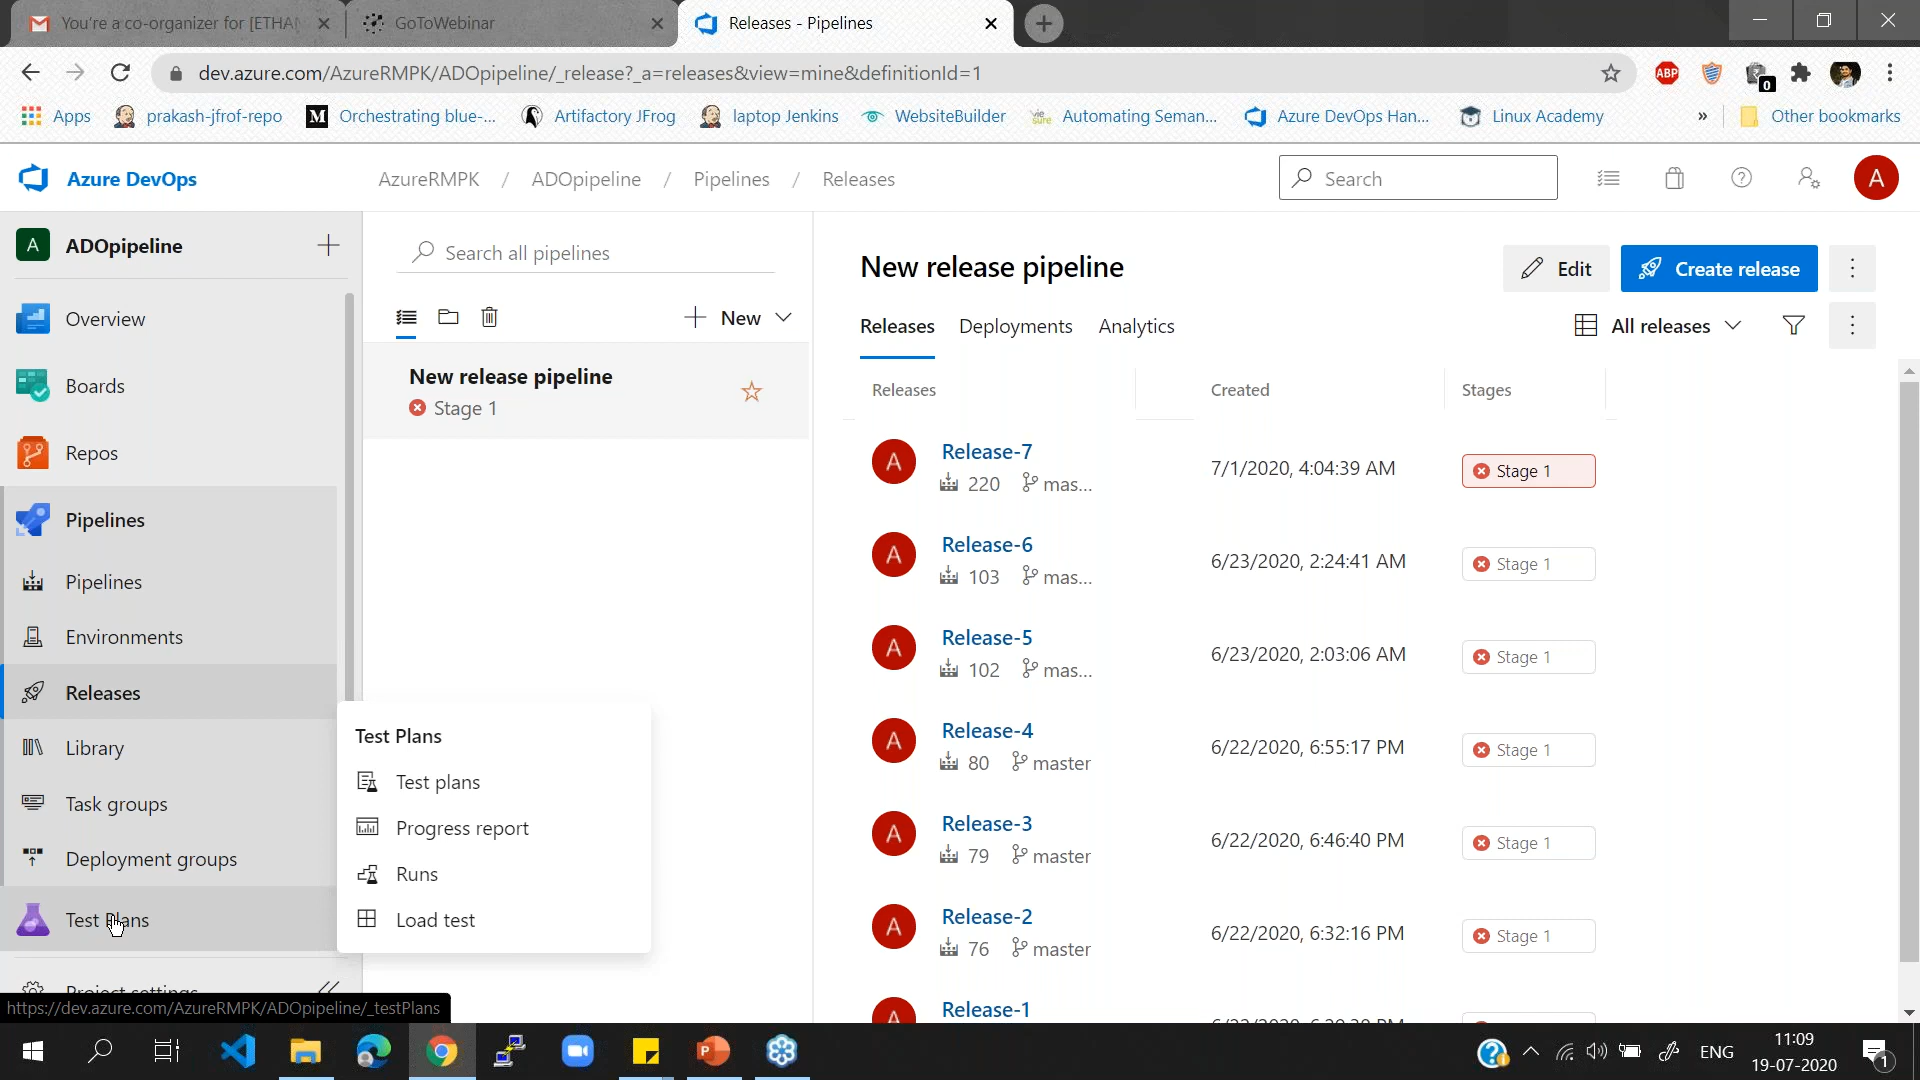 You're a co-organizer for [ETHA
GoToWebinar
Releases - Pipelines
dev.azure.com/AzureRMPK/ADOpipeline/_release?_a=releases&view=mine&definitionId=1
ABP
0
Apps
prakash-jfrof-repo
M
Orchestrating blue-...
Artifactory JFrog
laptop Jenkins
WebsiteBuilder
Automating Seman...
Azure DevOps Han...
Linux Academy
»
Other bookmarks
Azure DevOps
AzureRMPK / ADOpipeline / Pipelines / Releases
Search
A
A
ADOpipeline
Overview
Boards
Repos
Pipelines
Pipelines
Environments
Releases
Library
Task groups
Deployment groups
Test Plans
Project settings
https://dev.azure.com/AzureRMPK/ADOpipeline/_testPlans
Search all pipelines
New
New release pipeline
Stage 1
Test Plans
Test plans
Progress report
Runs
Load test
New release pipeline
Edit
Create release
Releases
Deployments
Analytics
All releases
Releases
Created
Stages
A
Release-7
220 mas...
7/1/2020, 4:04:39 AM
Stage 1
A
Release-6
103 mas...
6/23/2020, 2:24:41 AM
Stage 1
A
Release-5
102 mas...
6/23/2020, 2:03:06 AM
Stage 1
A
Release-4
80 master
6/22/2020, 6:55:17 PM
Stage 1
A
Release-3
79 master
6/22/2020, 6:46:40 PM
Stage 1
A
Release-2
76 master
6/22/2020, 6:32:16 PM
Stage 1
A
Release-1
ENG
11:09
19-07-2020
1